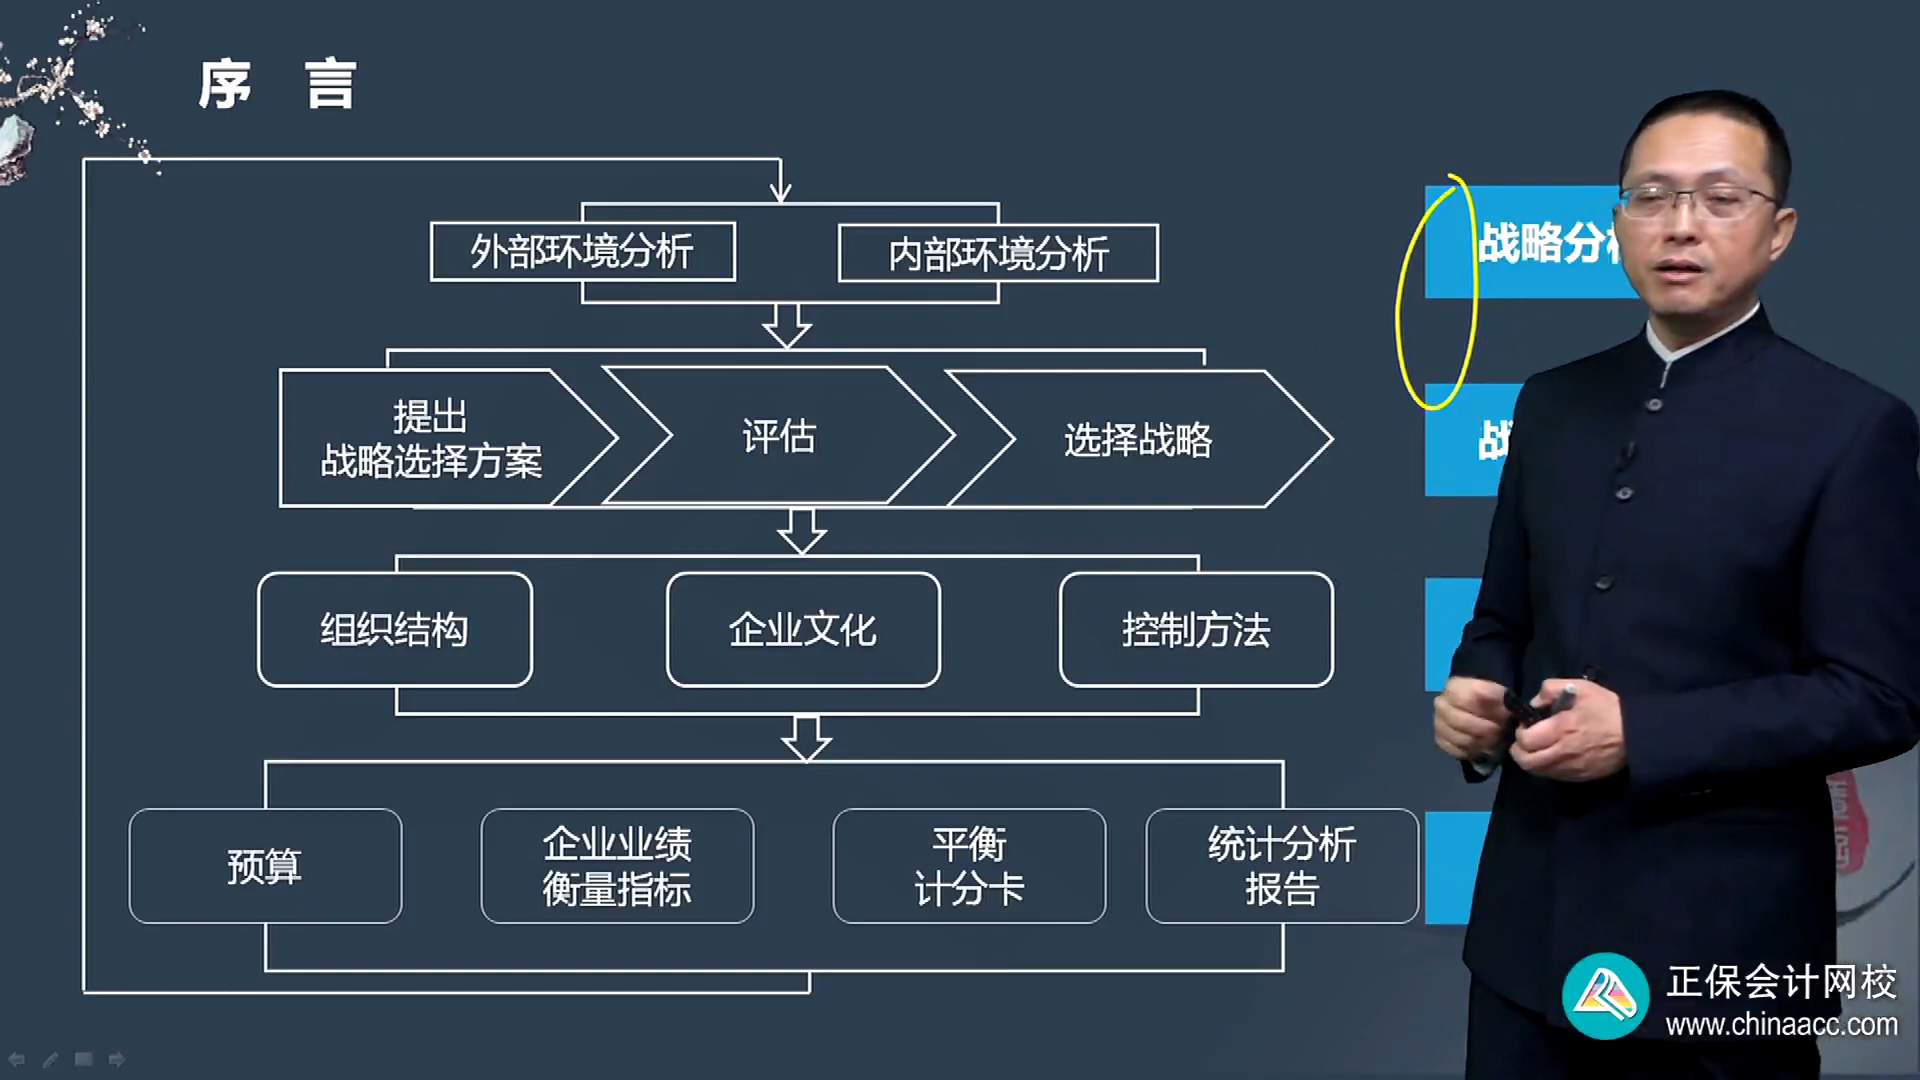 序 言
外部环境分析
内部环境分析
战略分
提出
战略选择方案
评估
选择战略
战
组织结构
企业文化
控制方法
预算
企业业绩
衡量指标
平衡
计分卡
统计分析
报告
正保会计网校
www.chinaacc.com